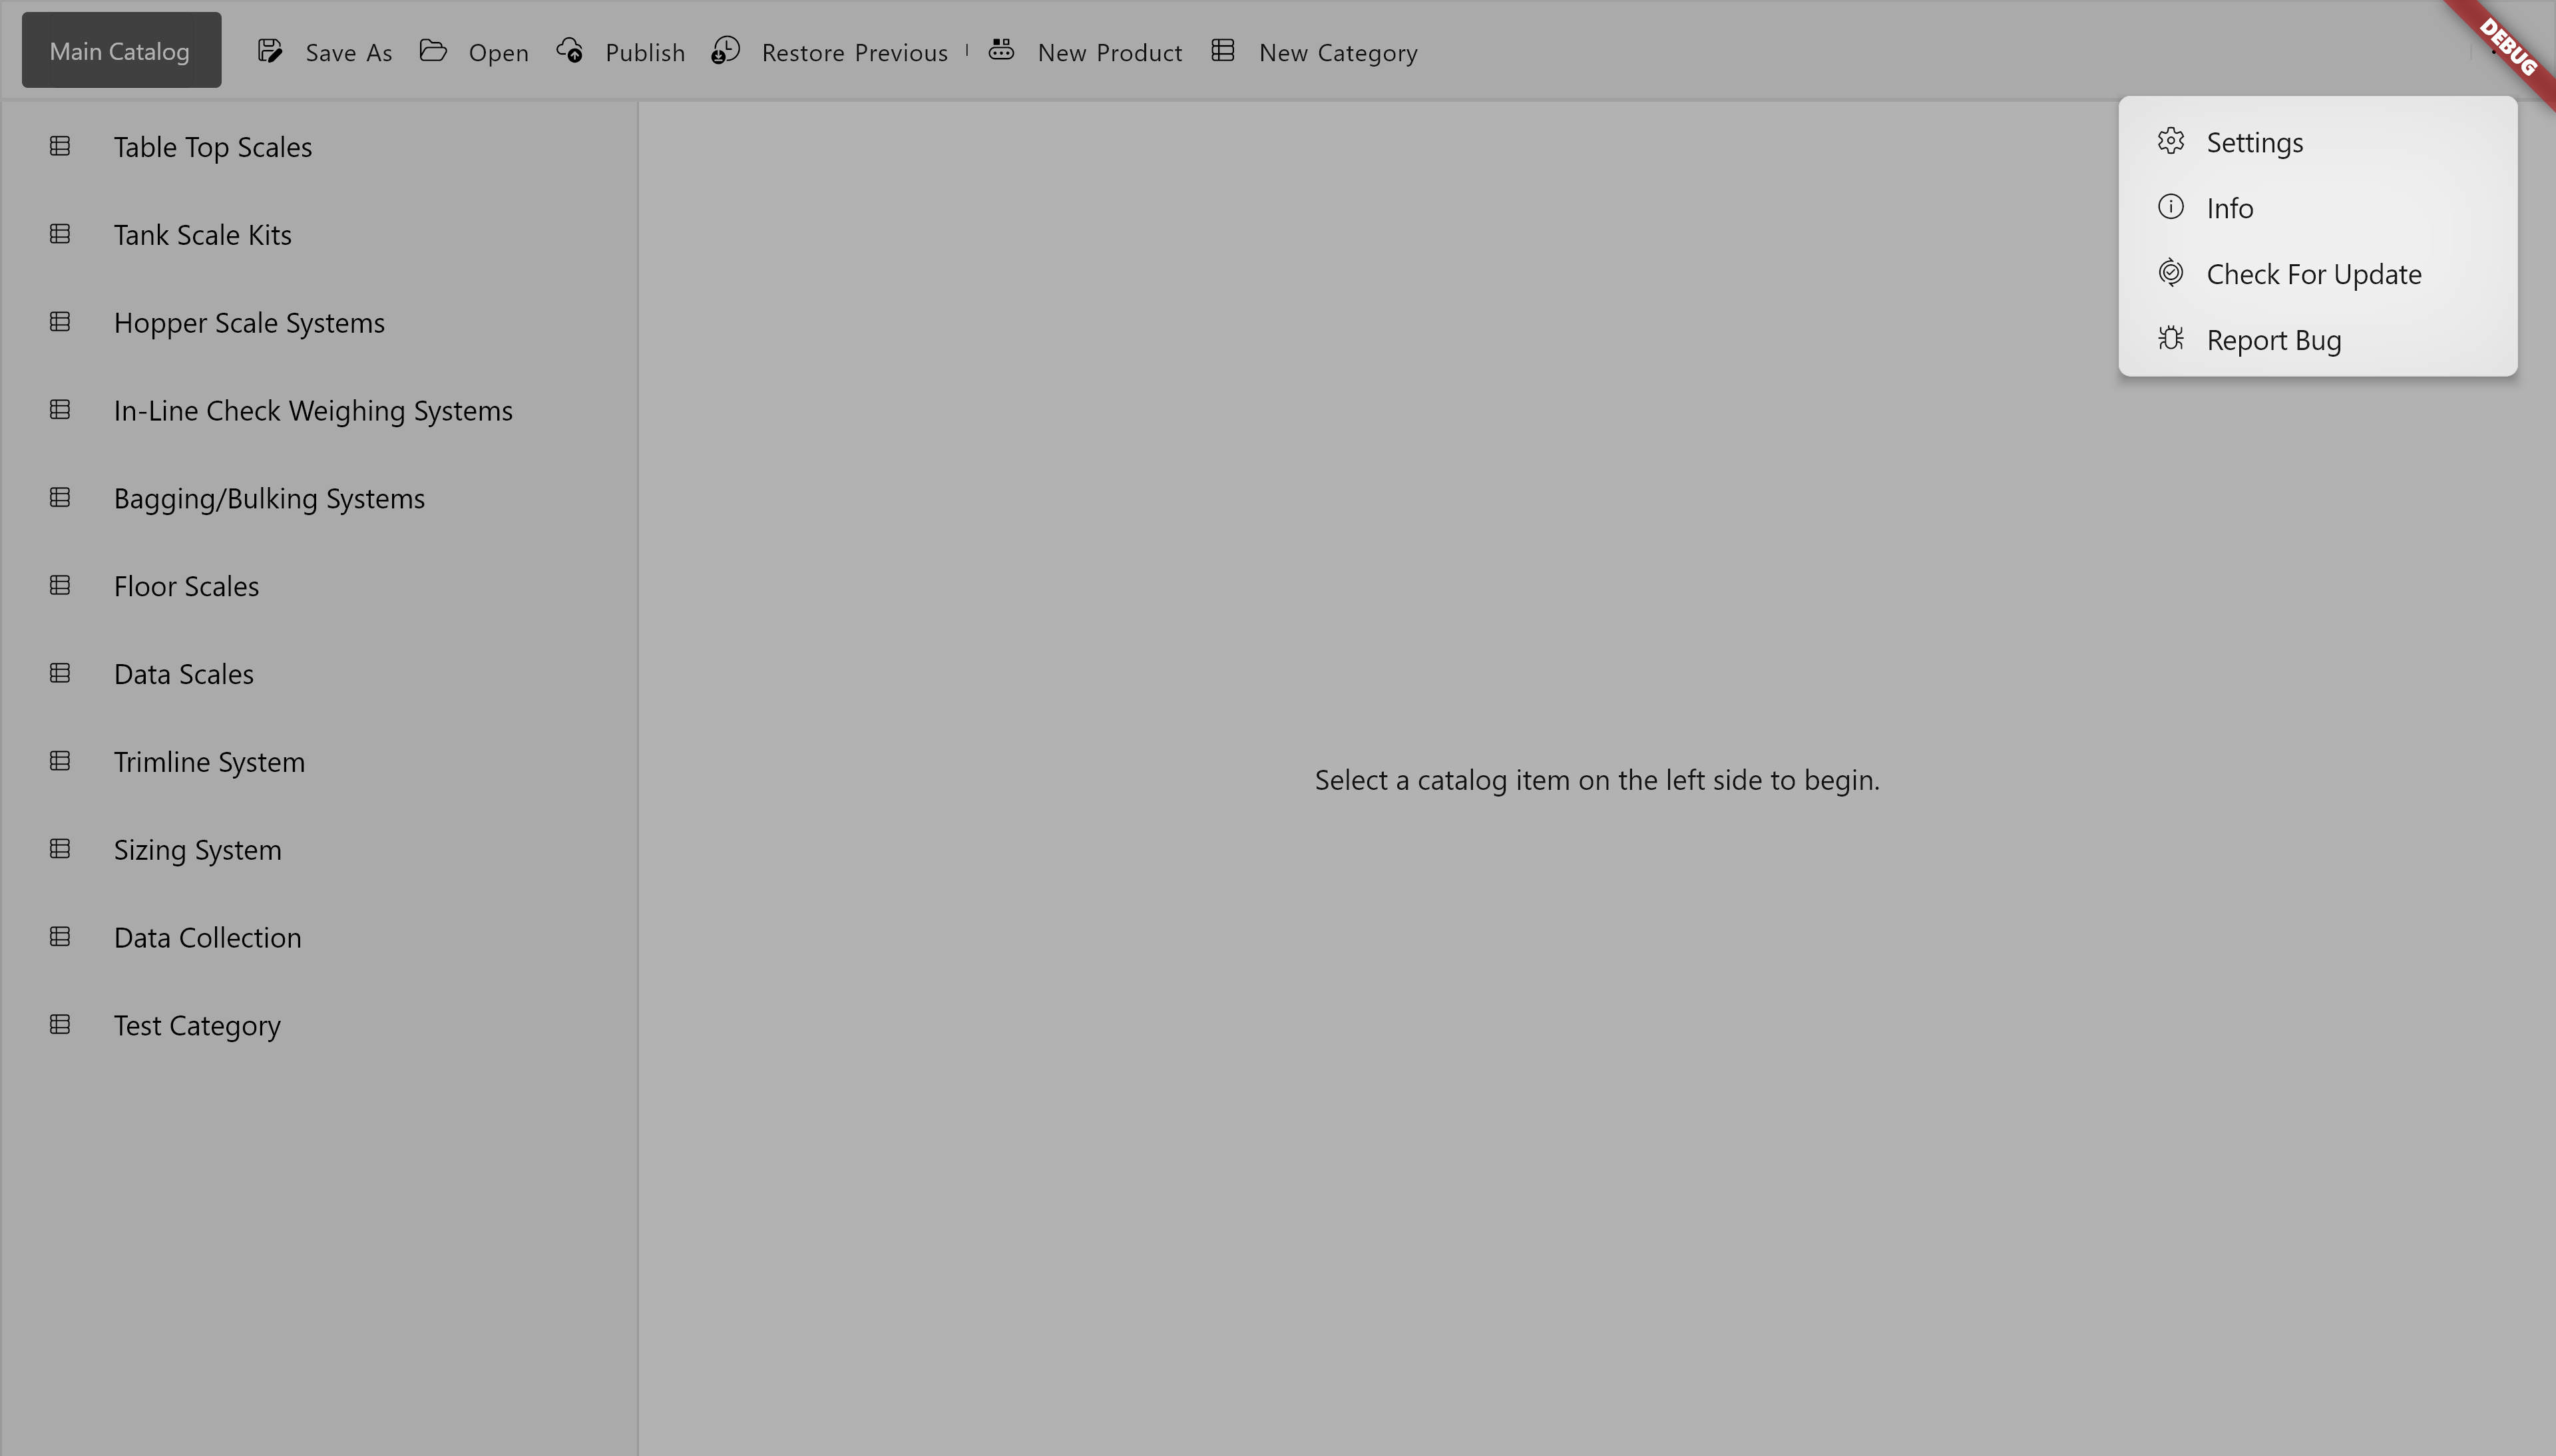 Main Catalog
Save As
Open
Publish
Restore Previous
New Product
New Category
DEBUG
Settings
Info
Check For Update
Report Bug
Table Top Scales
Tank Scale Kits
Hopper Scale Systems
In-Line Check Weighing Systems
Bagging/Bulking Systems
Floor Scales
Data Scales
Trimline System
Sizing System
Data Collection
Test Category
Select a catalog item on the left side to begin.